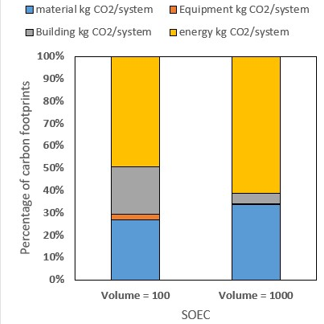 material kg CO2/system Equipment kg CO2/system
Building kg CO2/system energy kg CO2/system
Percentage of carbon footprints
100%
90%
80%
70%
60%
50%
40%
30%
20%
10%
0%
Volume = 100 Volume = 1000
SOEC